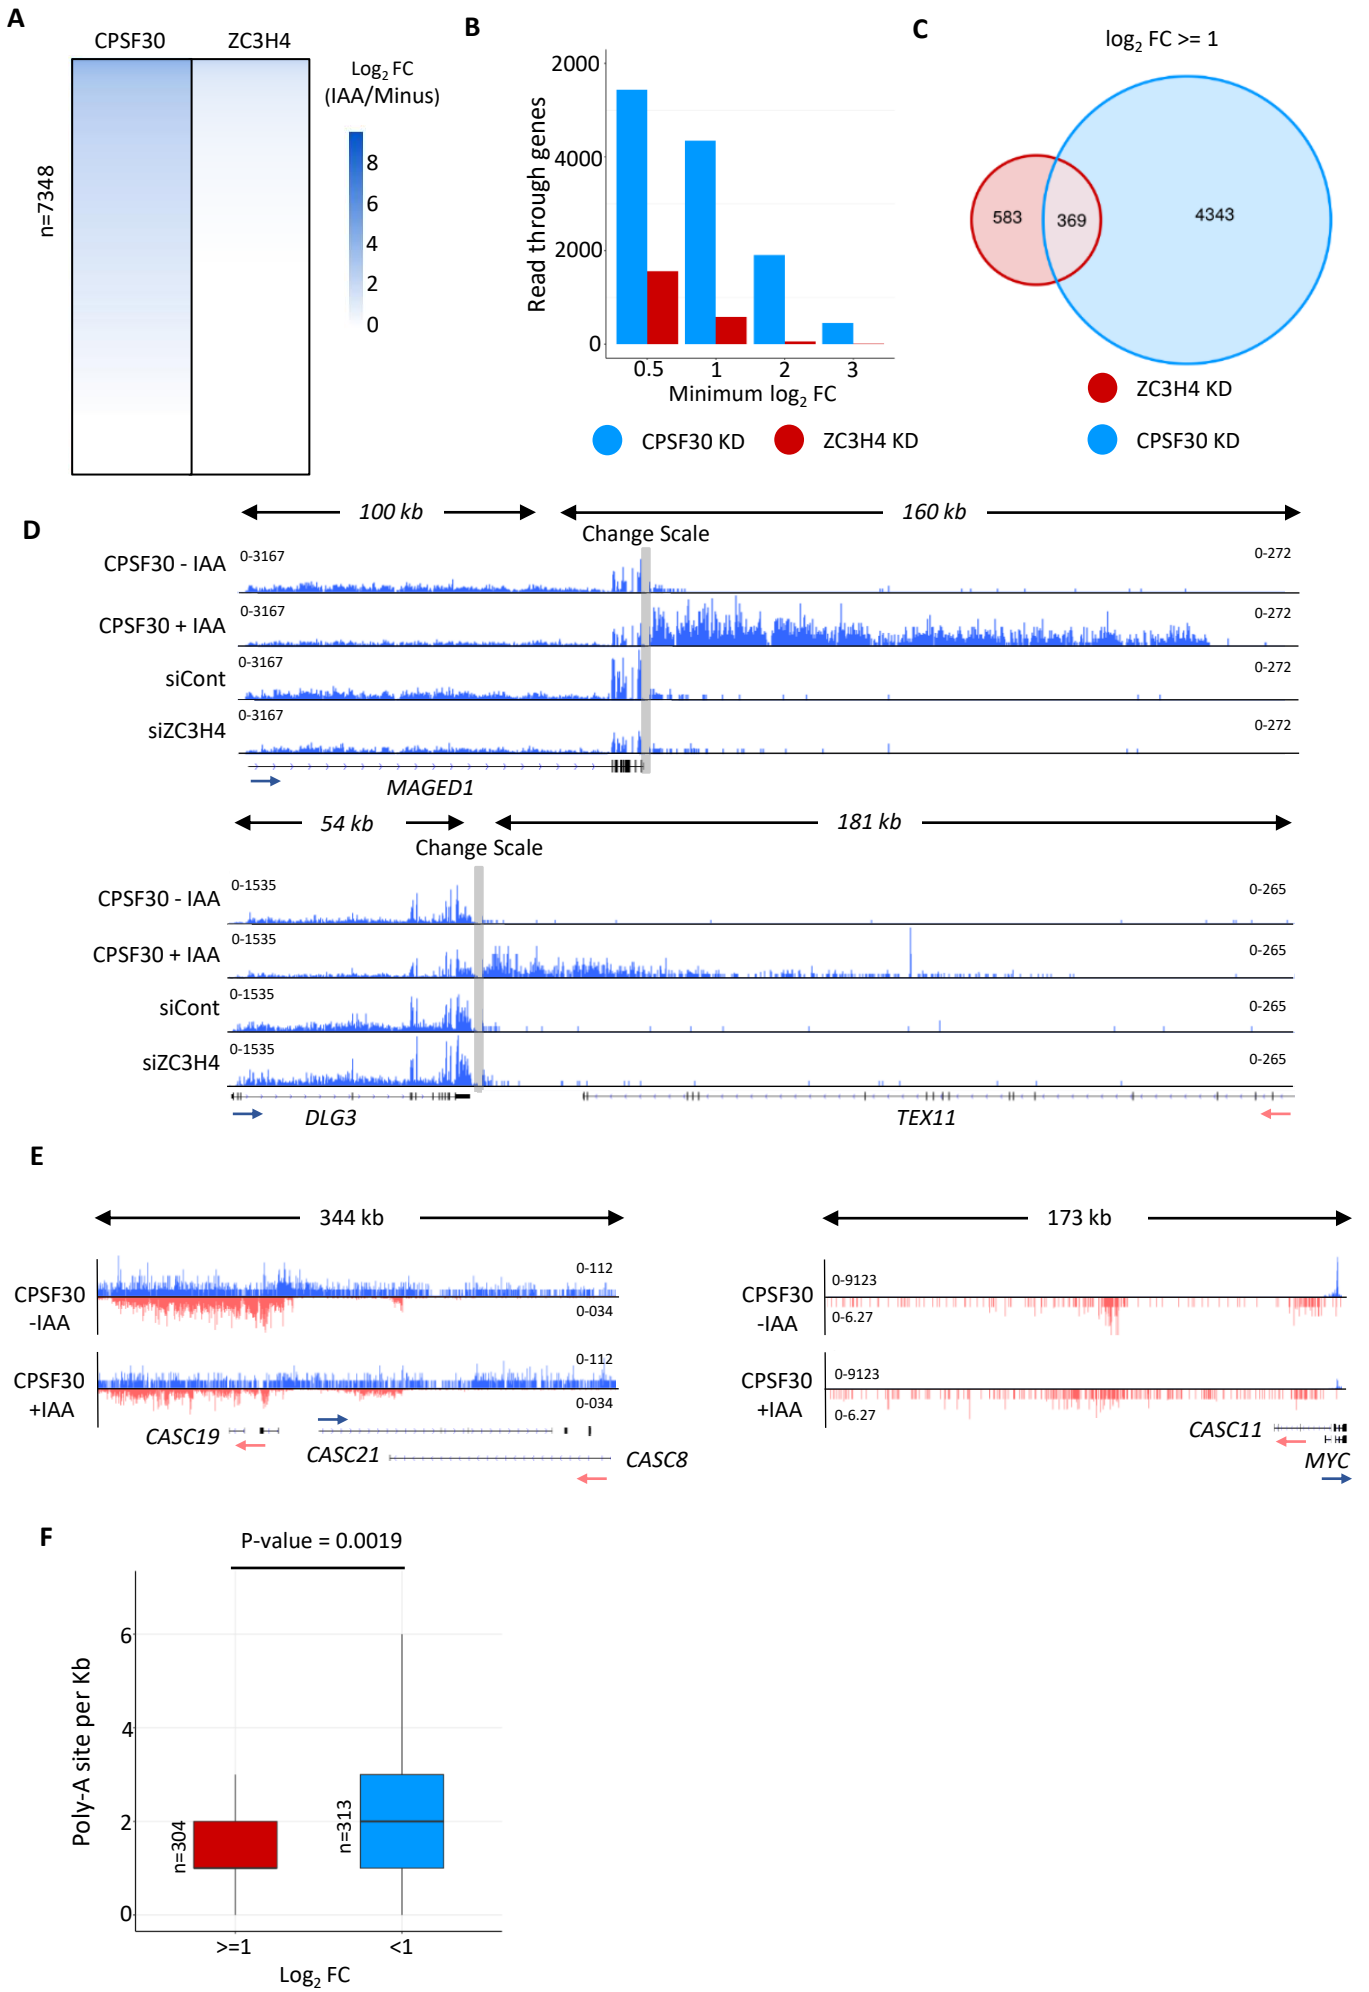 A
CPSF30 ZC3H4
n=7348
Log2 FC
(IAA/Minus)
8
6
4
2
0
B
Read through genes
2000
4000
2000
0
0.5 1 2 3
Minimum log2 FC
CPSF30 KD ZC3H4 KD
C
log2 FC >= 1
583 369 4343
ZC3H4 KD
CPSF30 KD
D
100 kb 160 kb
Change Scale
CPSF30 - IAA 0-3167 0-272
CPSF30 + IAA 0-3167 0-272
siCont 0-3167 0-272
siZC3H4 0-3167 0-272
MAGED1
54 kb 181 kb
Change Scale
CPSF30 - IAA 0-1535 0-265
CPSF30 + IAA 0-1535 0-265
siCont 0-1535 0-265
siZC3H4 0-1535 0-265
DLG3 TEX11
E
344 kb
CPSF30
-IAA
0-112
0-034
CPSF30
+IAA
0-112
0-034
CASC19
CASC21
CASC8
173 kb
CPSF30
-IAA
0-9123
0-6.27
CPSF30
+IAA
0-9123
0-6.27
CASC11
MYC
F
P-value = 0.0019
Poly-A site per Kb
6
4
2
0
n=304
n=313
>=1 <1
Log2 FC